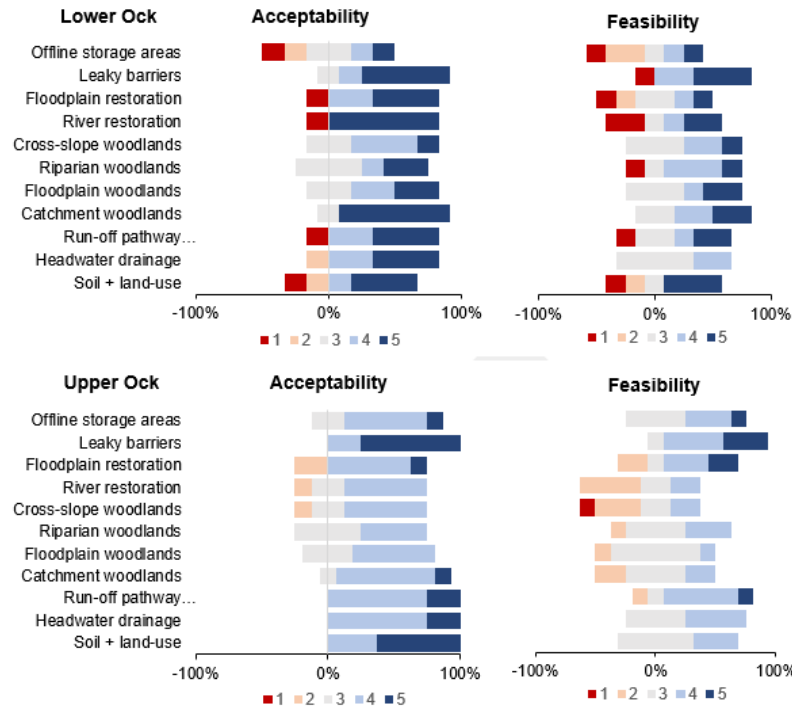 Lower Ock Acceptability Feasibility
Offline storage areas
Leaky barriers
Floodplain restoration
River restoration
Cross-slope woodlands
Riparian woodlands
Floodplain woodlands
Catchment woodlands
Run-off pathway...
Headwater drainage
Soil + land-use
-100% 0% 100% -100% 0% 100%
1 2 3 4 5 1 2 3 4 5
Upper Ock Acceptability Feasibility
Offline storage areas
Leaky barriers
Floodplain restoration
River restoration
Cross-slope woodlands
Riparian woodlands
Floodplain woodlands
Catchment woodlands
Run-off pathway...
Headwater drainage
Soil + land-use
-100% 0% 100% -100% 0% 100%
1 2 3 4 5 1 2 3 4 5